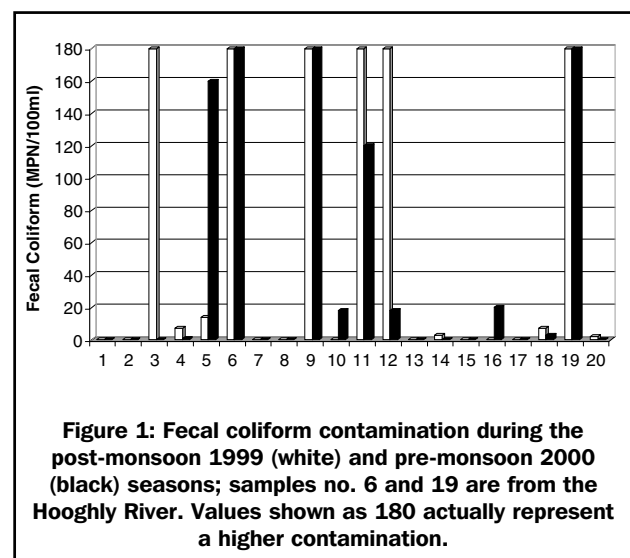 Fecal Coliform (MPN/100ml)
180
160
140
120
100
80
60
40
20
0
1 2 3 4 5 6 7 8 9 10 11 12 13 14 15 16 17 18 19 20
Figure 1: Fecal coliform contamination during the
post-monsoon 1999 (white) and pre-monsoon 2000
(black) seasons; samples no. 6 and 19 are from the
Hooghly River. Values shown as 180 actually represent
a higher contamination.